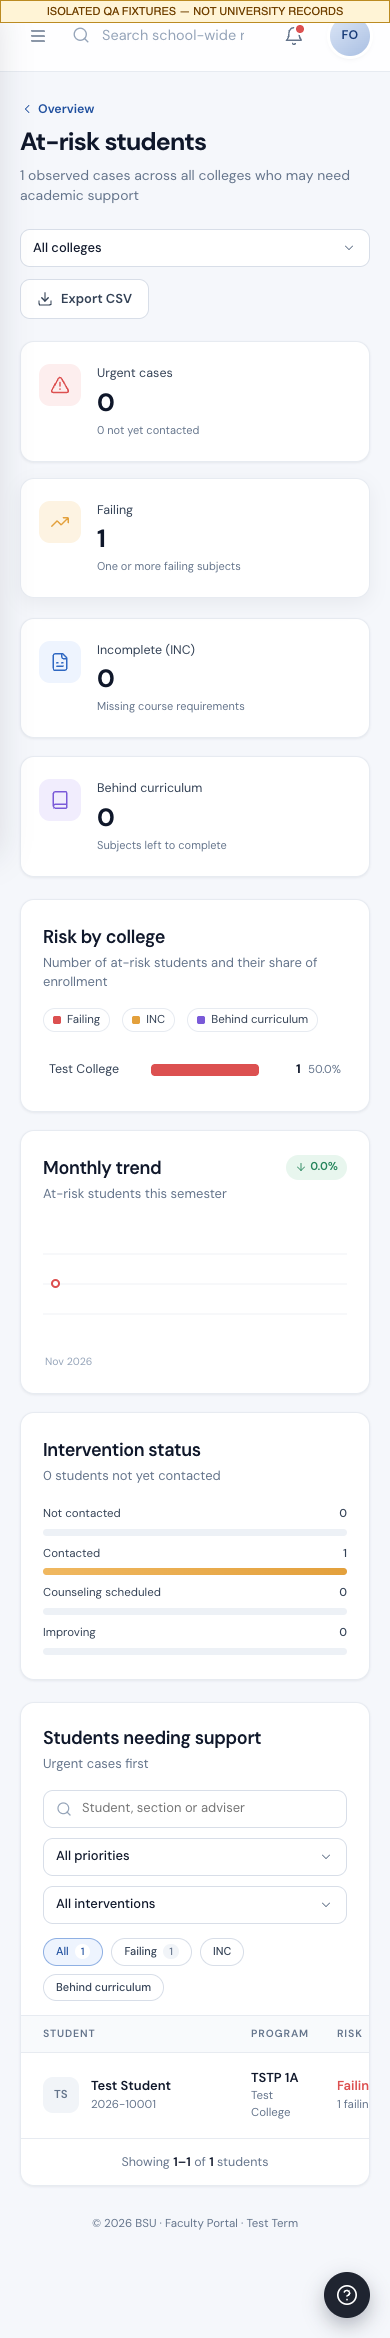 ISOLATED QA FIXTURES — NOT UNIVERSITY RECORDS
Search school-wide r
FO
Overview
At-risk students
1 observed cases across all colleges who may need
academic support
All colleges
Export CSV
Urgent cases
0
0 not yet contacted
Failing
1
One or more failing subjects
Incomplete (INC)
0
Missing course requirements
Behind curriculum
0
Subjects left to complete
Risk by college
Number of at-risk students and their share of
enrollment
Failing INC Behind curriculum
Test College 1 50.0%
Monthly trend
↓ 0.0%
At-risk students this semester
Nov 2026
Intervention status
0 students not yet contacted
Not contacted 0
Contacted 1
Counseling scheduled 0
Improving 0
Students needing support
Urgent cases first
Student, section or adviser
All priorities
All interventions
All 1 Failing 1 INC
Behind curriculum
STUDENT PROGRAM RISK
TS
Test Student
2026-10001
TSTP 1A
Test
College
Failin
1 failin
Showing 1–1 of 1 students
© 2026 BSU · Faculty Portal · Test Term